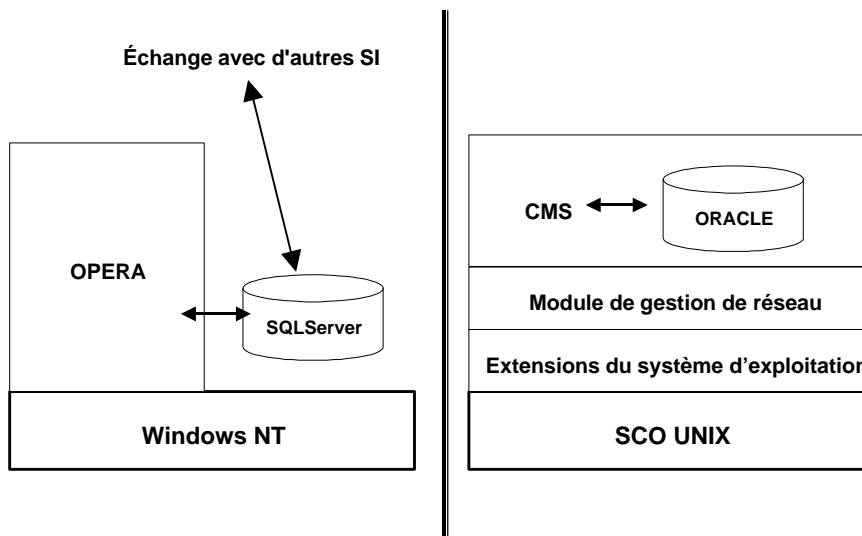 Échange avec d'autres SI
OPERA
SQLServer
Windows NT
CMS
ORACLE
Module de gestion de réseau
Extensions du système d’exploitation
SCO UNIX